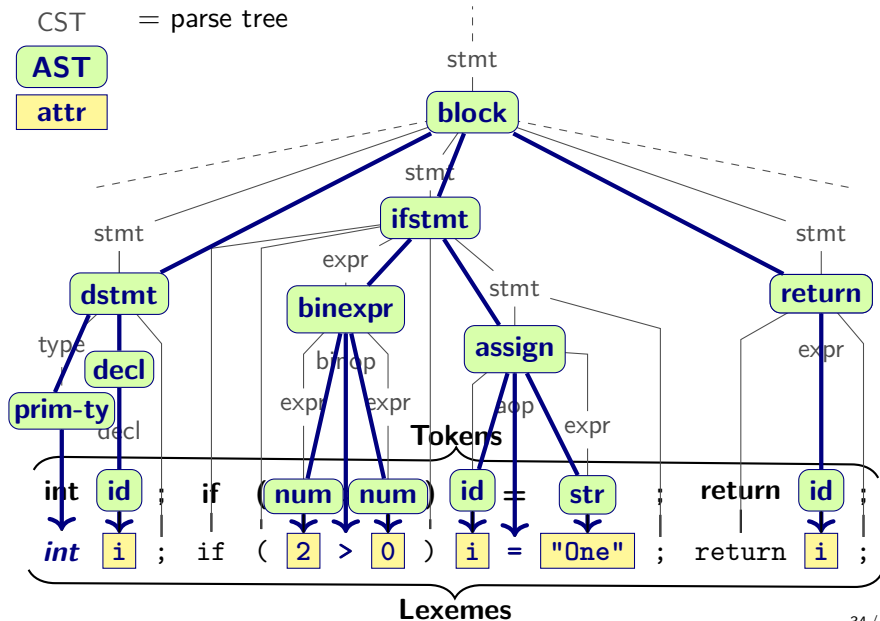 CST = parse tree
AST
attr
stmt
block
stmt
ifstmt
stmt
stmt
expr
stmt
dstmt
binexpr
return
type
decl
binop
assign
expr
prim-ty
decl
expr
expr
aop
expr
Tokens
int id ; if ( num num ) id = str ; return id ;
int i ; if ( 2 > 0 ) i = "One" ; return i ;
Lexemes